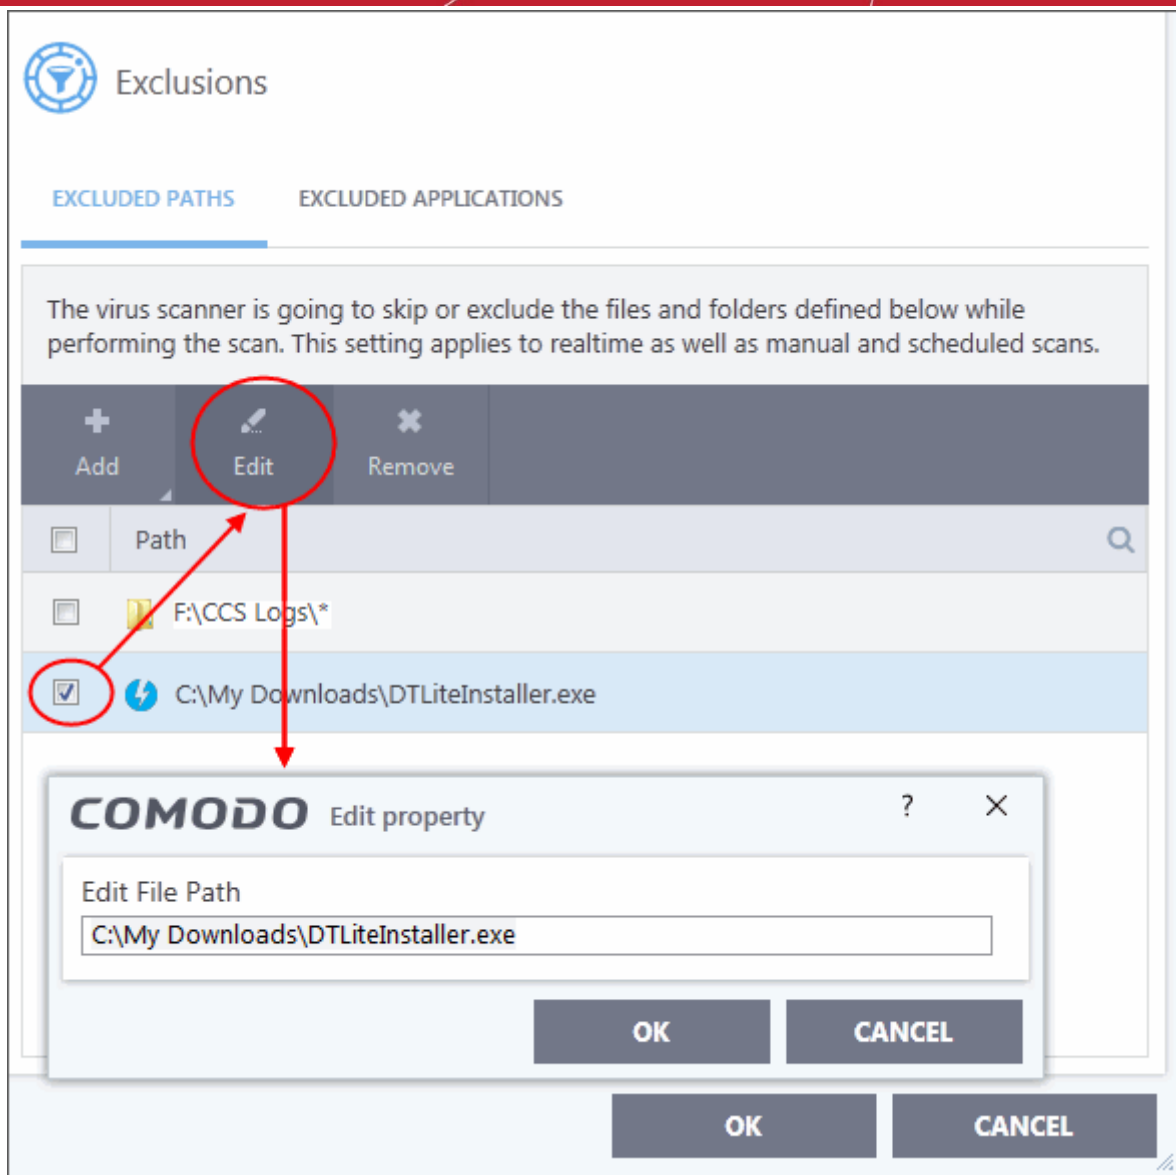 Exclusions
EXCLUDED PATHS EXCLUDED APPLICATIONS
The virus scanner is going to skip or exclude the files and folders defined below while
performing the scan. This setting applies to realtime as well as manual and scheduled scans.
Add Edit Remove
Path
F:\CCS Logs\*
C:\My Downloads\DTLiteInstaller.exe
COMODO Edit property ?
Edit File Path
C:\My Downloads\DTLiteInstaller.exe
OK CANCEL
OK CANCEL